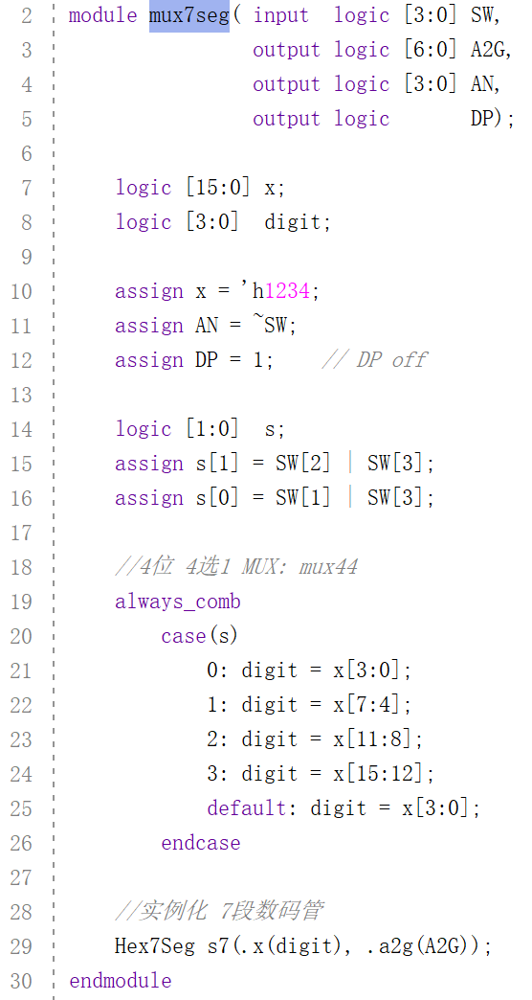 2 module mux7seg( input  logic [3:0] SW,
3                 output logic [6:0] A2G,
4                 output logic [3:0] AN,
5                 output logic       DP);
6
7     logic [15:0] x;
8     logic [3:0]  digit;
9
10     assign x = 'h1234;
11     assign AN = ~SW;
12     assign DP = 1;    // DP off
13
14     logic [1:0]  s;
15     assign s[1] = SW[2] | SW[3];
16     assign s[0] = SW[1] | SW[3];
17
18     //4位 4选1 MUX: mux44
19     always_comb
20         case(s)
21             0: digit = x[3:0];
22             1: digit = x[7:4];
23             2: digit = x[11:8];
24             3: digit = x[15:12];
25             default: digit = x[3:0];
26         endcase
27
28     //实例化 7段数码管
29     Hex7Seg s7(.x(digit), .a2g(A2G));
30 endmodule